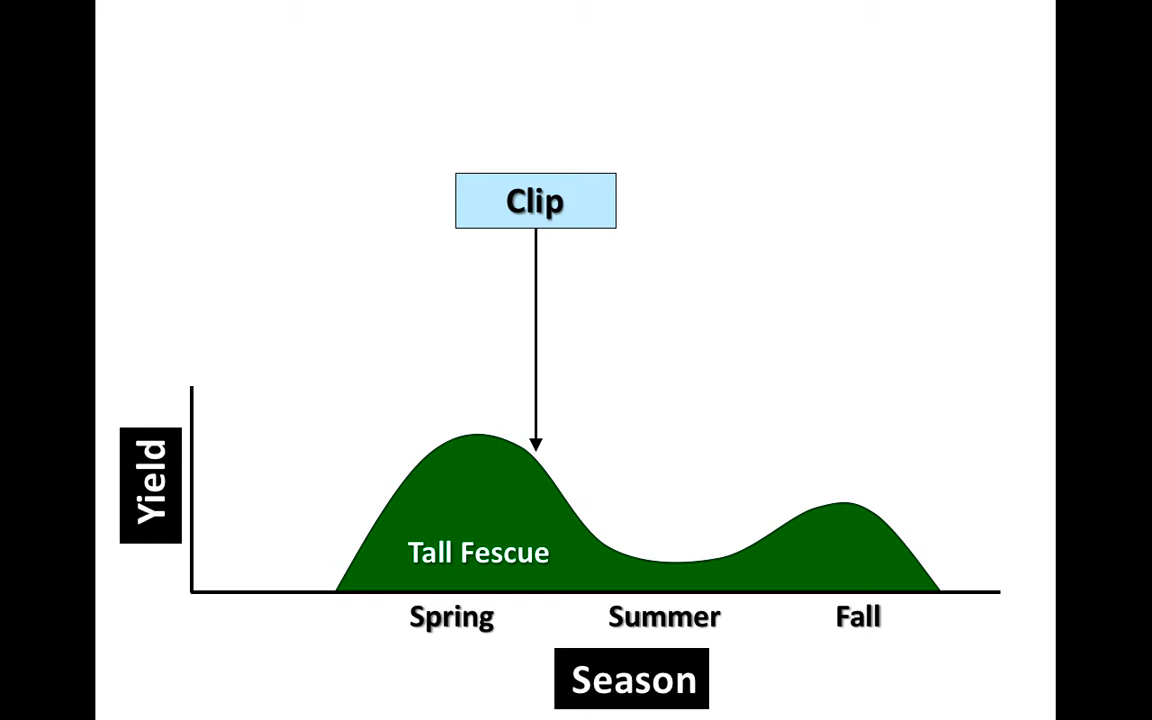 Clip
Yield
Tall Fescue
Spring
Summer
Fall
Season